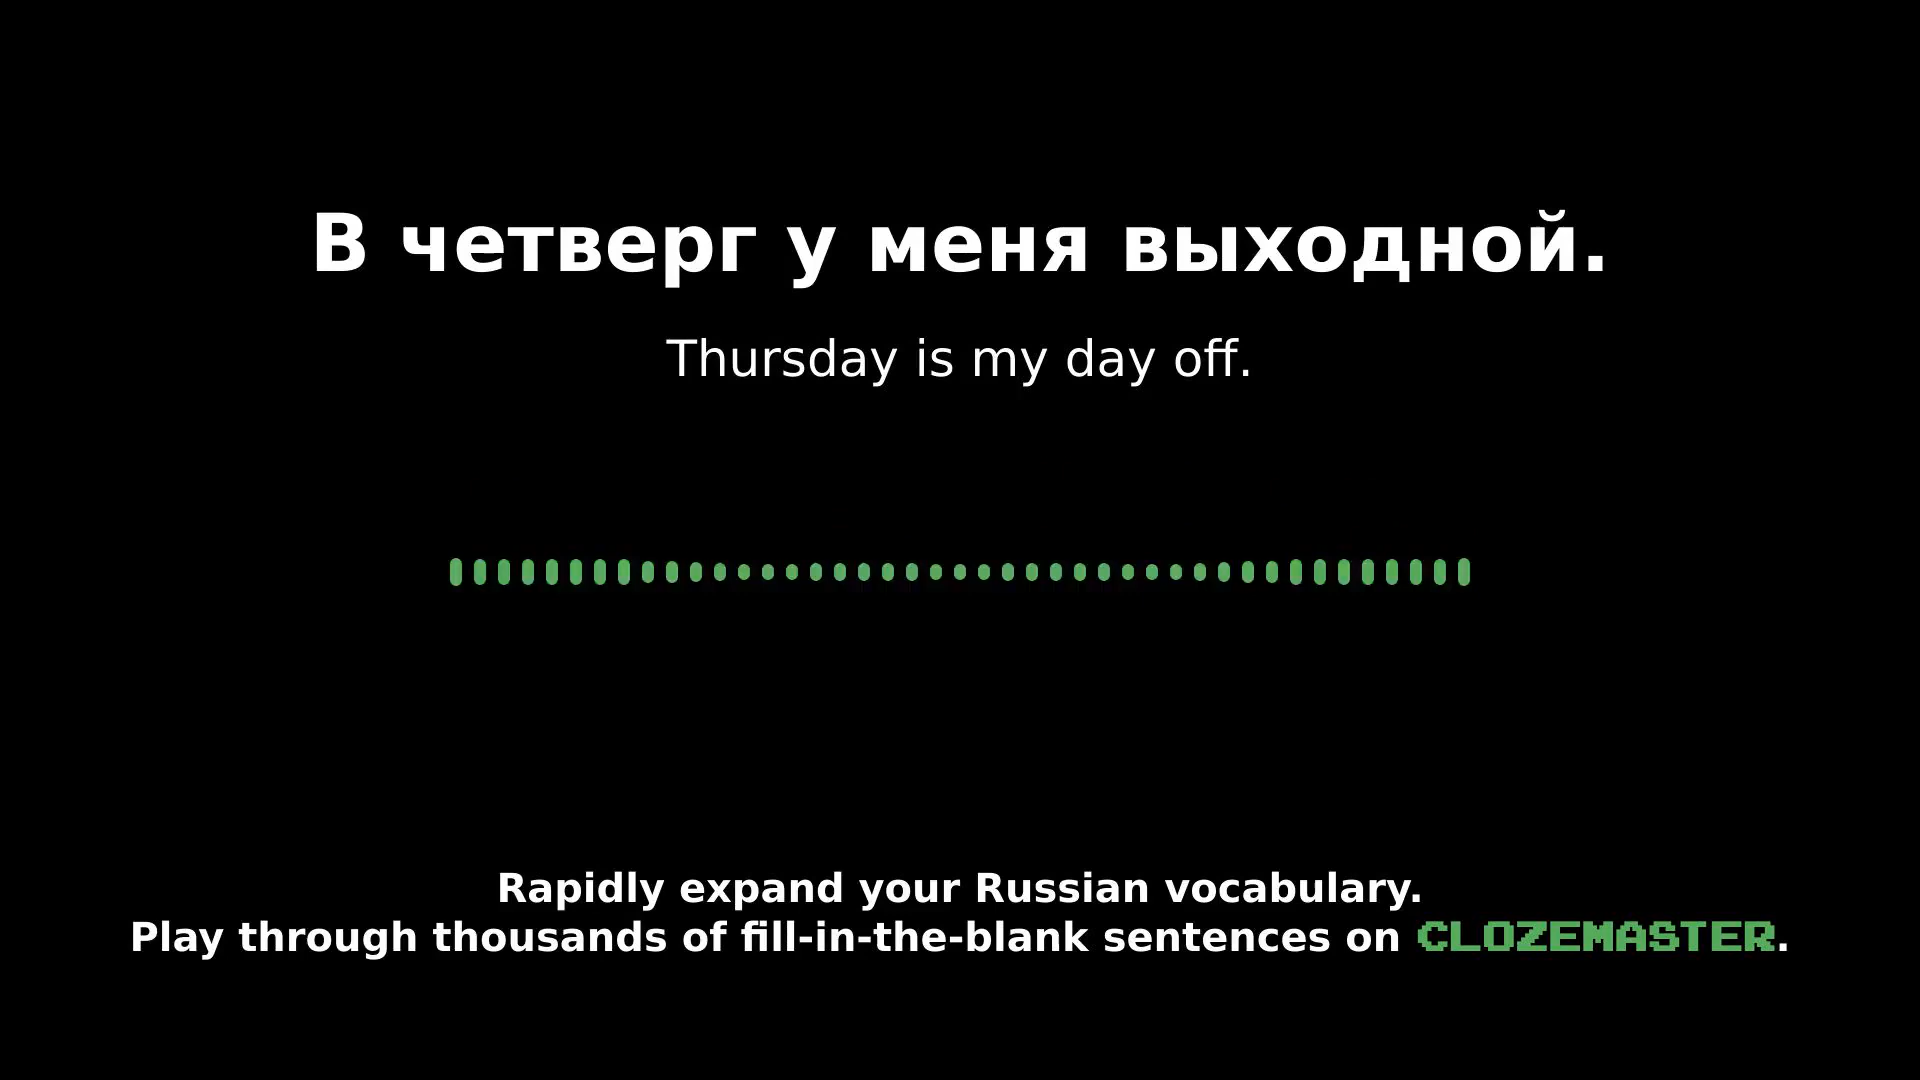 В четверг у меня выходной.
Thursday is my day off.
Rapidly expand your Russian vocabulary.
Play through thousands of fill-in-the-blank sentences on CLOZEMASTER.